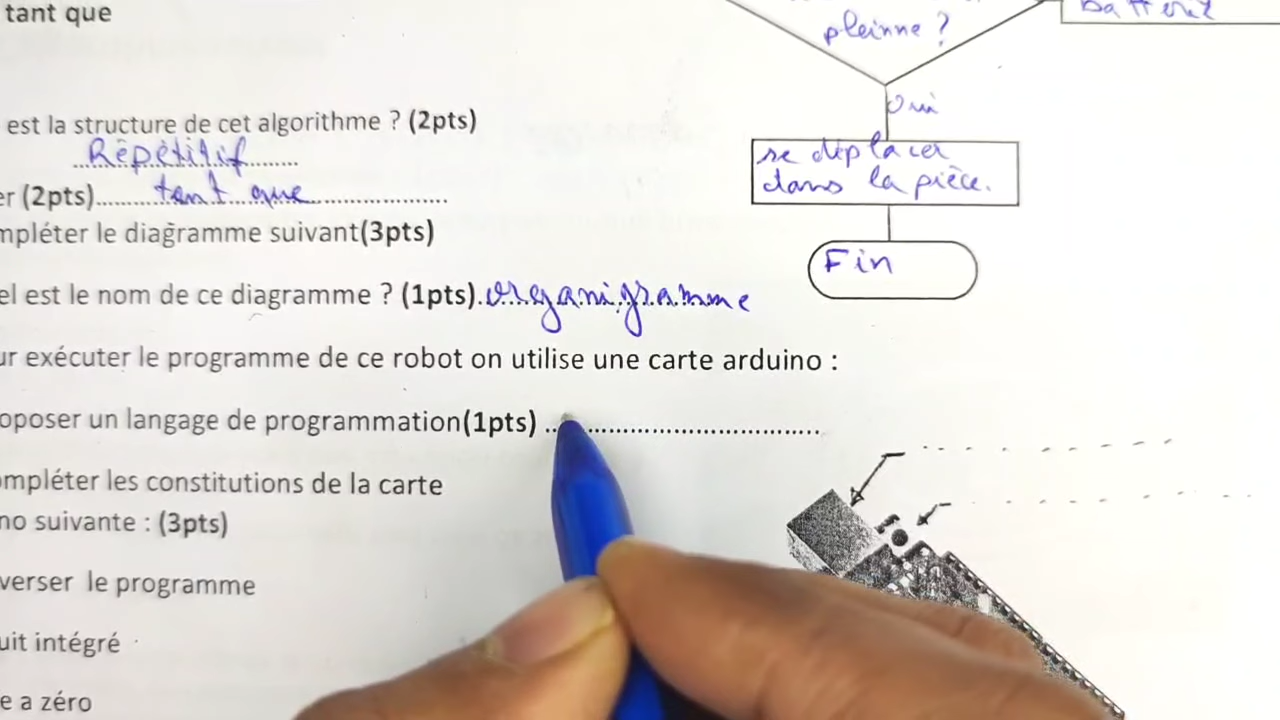 tant que
pleinne ?
batterie
oui
est la structure de cet algorithme ? (2pts)
Répétitif
se déplacer
dans la pièce.
er (2pts)..........tant que..........
mpléter le diagramme suivant(3pts)
Fin
el est le nom de ce diagramme ? (1pts).organigramme
ur exécuter le programme de ce robot on utilise une carte arduino :
oposer un langage de programmation(1pts) ..........
ompléter les constitutions de la carte
no suivante : (3pts)
verser le programme
uit intégré
e a zéro